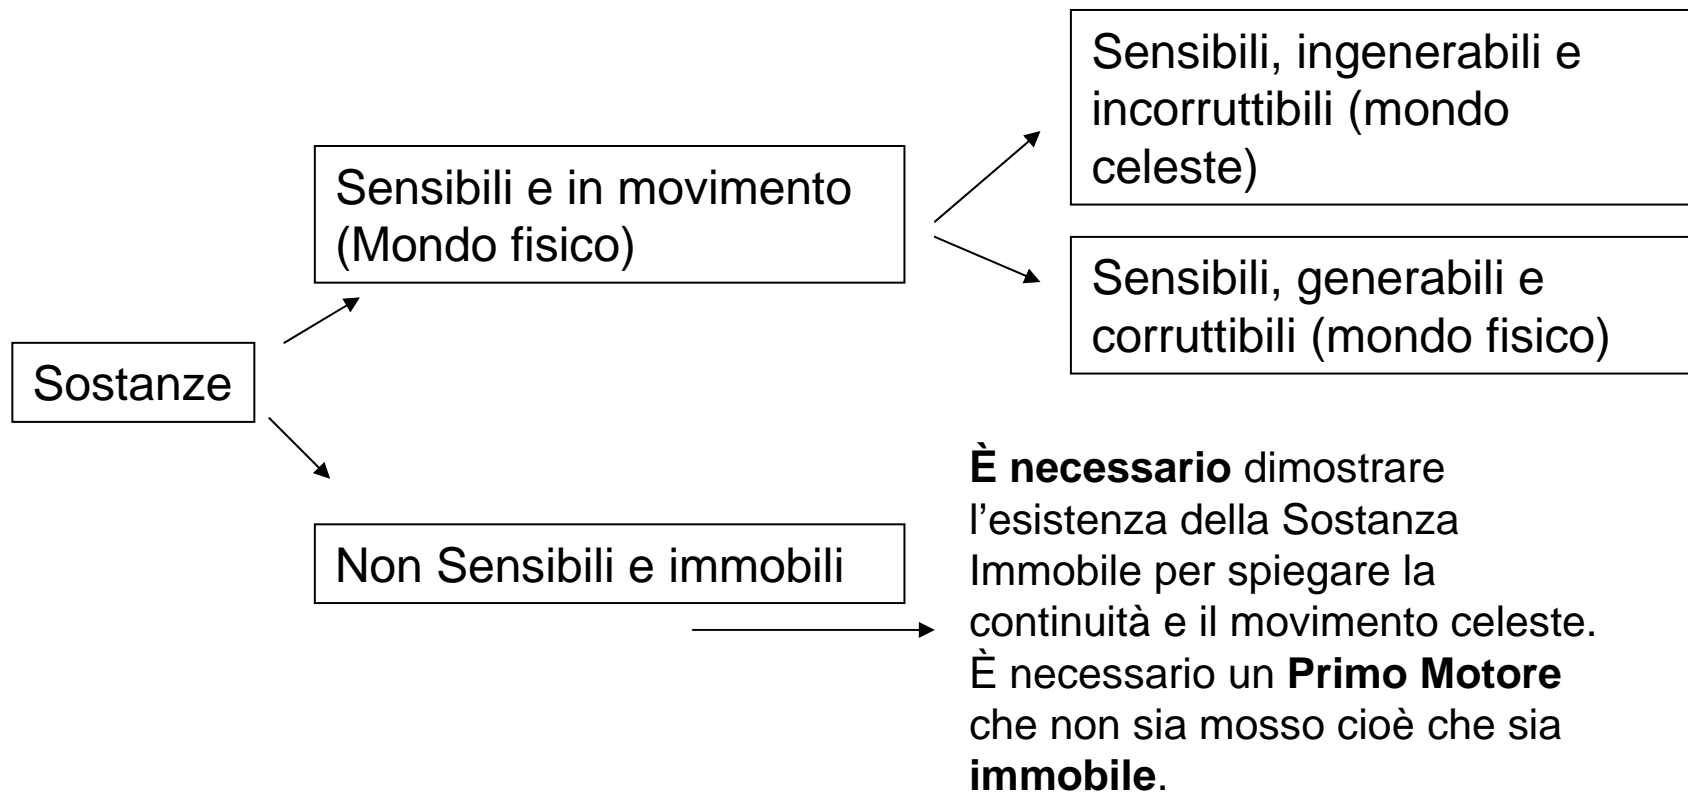 Sostanze
Sensibili e in movimento
(Mondo fisico)
Sensibili, ingenerabili e
incorruttibili (mondo
celeste)
Sensibili, generabili e
corruttibili (mondo fisico)
Non Sensibili e immobili
È necessario dimostrare
l’esistenza della Sostanza
Immobile per spiegare la
continuità e il movimento celeste.
È necessario un Primo Motore
che non sia mosso cioè che sia
immobile.